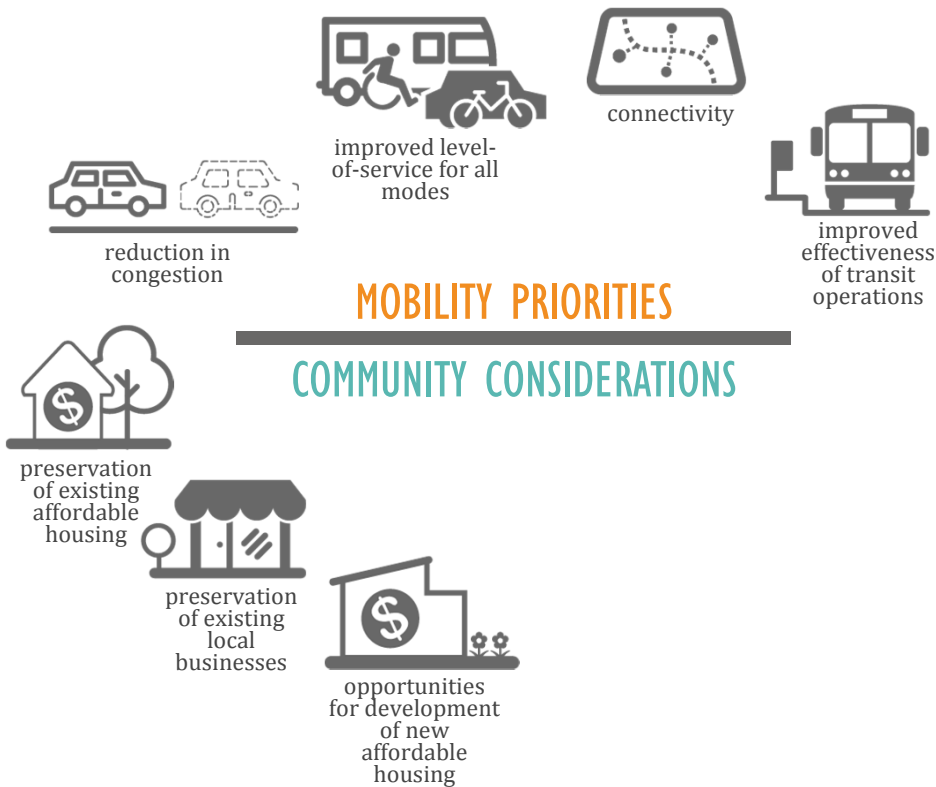 improved level-
of-service for all
modes
connectivity
reduction in
congestion
improved
effectiveness
of transit
operations
MOBILITY PRIORITIES
COMMUNITY CONSIDERATIONS
preservation
of existing
affordable
housing
preservation
of existing
local
businesses
opportunities
for development
of new
affordable
housing